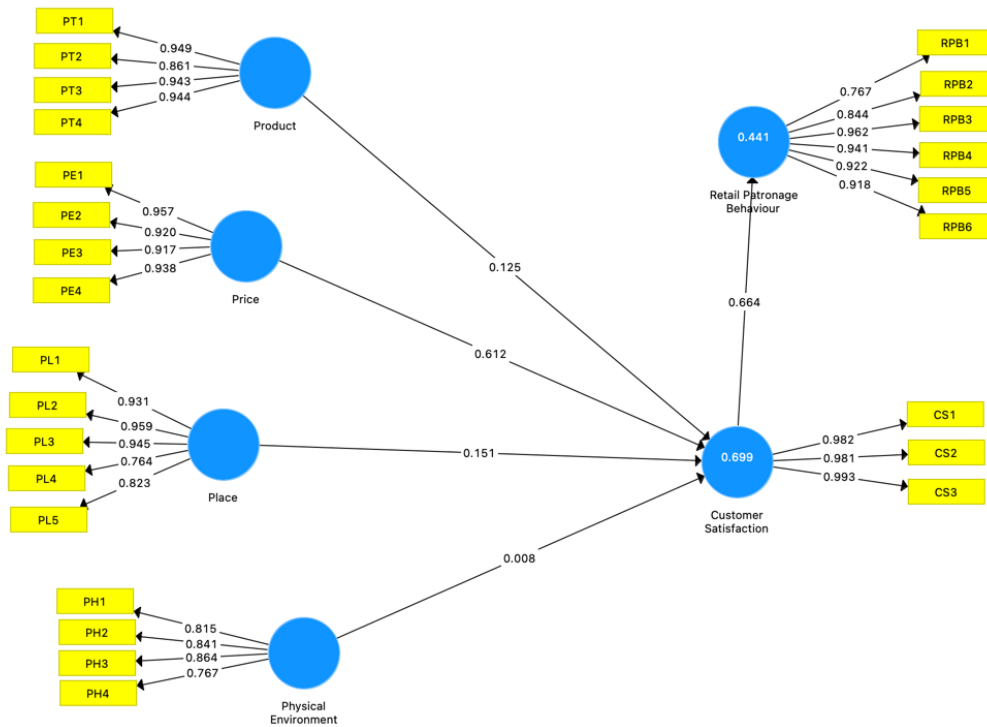 PT1
PT2
PT3
PT4
0.949
0.861
0.943
0.944
Product
PE1
PE2
PE3
PE4
0.957
0.920
0.917
0.938
Price
PL1
PL2
PL3
PL4
PL5
0.931
0.959
0.945
0.764
0.823
Place
PH1
PH2
PH3
PH4
0.815
0.841
0.864
0.767
Physical
Environment
0.125
0.612
0.151
0.008
0.699
Customer
Satisfaction
0.982
0.981
0.993
CS1
CS2
CS3
0.664
0.441
Retail Patronage
Behaviour
0.767
0.844
0.962
0.941
0.922
0.918
RPB1
RPB2
RPB3
RPB4
RPB5
RPB6